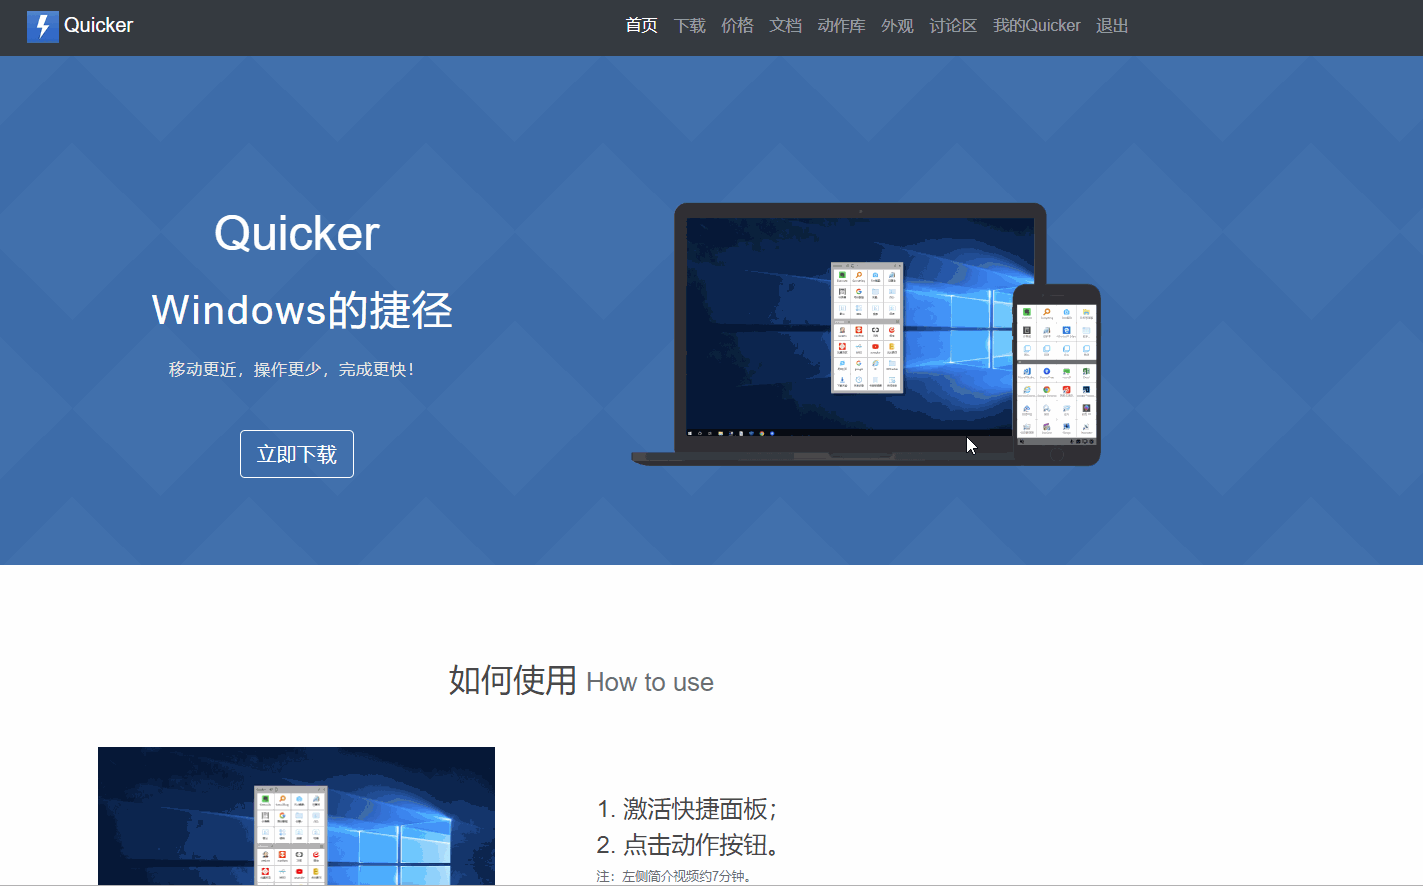 Quicker
首页 下载 价格 文档 动作库 外观 讨论区 我的Quicker 退出
Quicker
Windows的捷径
移动更近，操作更少，完成更快！
立即下载
如何使用 How to use
1. 激活快捷面板；
2. 点击动作按钮。
注：左侧简介视频约7分钟。